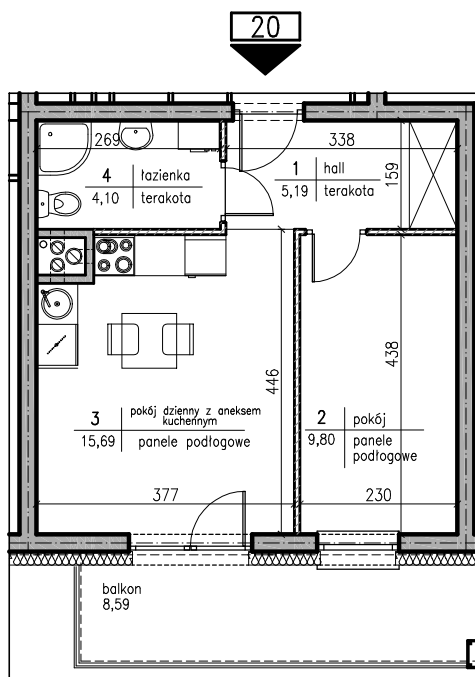 20
269
338
4 łazienka
4,10 terakota
1 hall
5,19 terakota
159
446
438
3 pokój dzienny z aneksem
kuchennym
15,69 panele podłogowe
2 pokój
9,80 panele
podłogowe
377
230
balkon
8,59